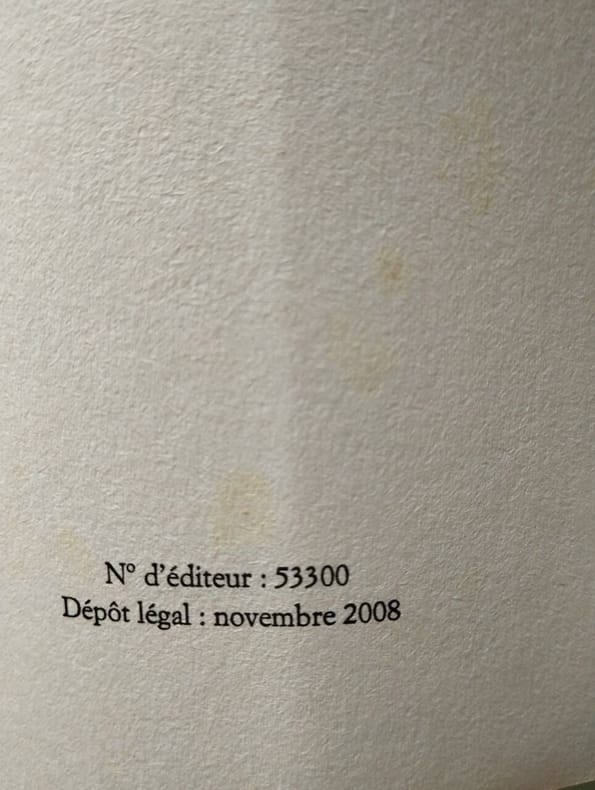 N° d'éditeur : 53300
Dépôt légal : novembre 2008